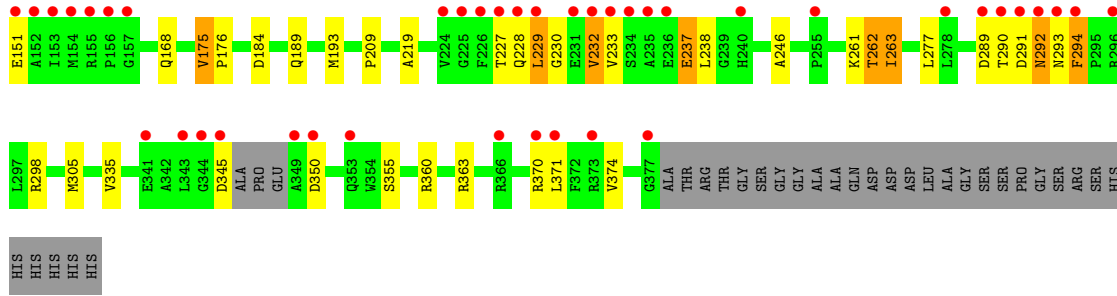 E151 A152 I153 M154 R155 P156 G157 Q168 V175 P176 D184 Q189 M193 P209 A219 V224 G225 F226 T227 Q228 L229 G230 E231 V232 V233 S234 A235 E236 E237 L238 G239 H240 A246 P255 K261 T262 I263 L277 L278 D289 T290 D291 N292 N293 F294 P295 R296
L297 R298 M305 V335 E341 A342 L343 G344 D345 ALA PRO GLU A349 D350 Q353 W354 S355 R360 R363 R366 R370 L371 F372 R373 V374 G377 ALA THR ARG THR GLY SER GLY GLY ALA ALA GLN ASP ASP ASP LEU ALA GLY SER SER PRO GLY SER ARG SER HIS
HIS HIS HIS HIS HIS